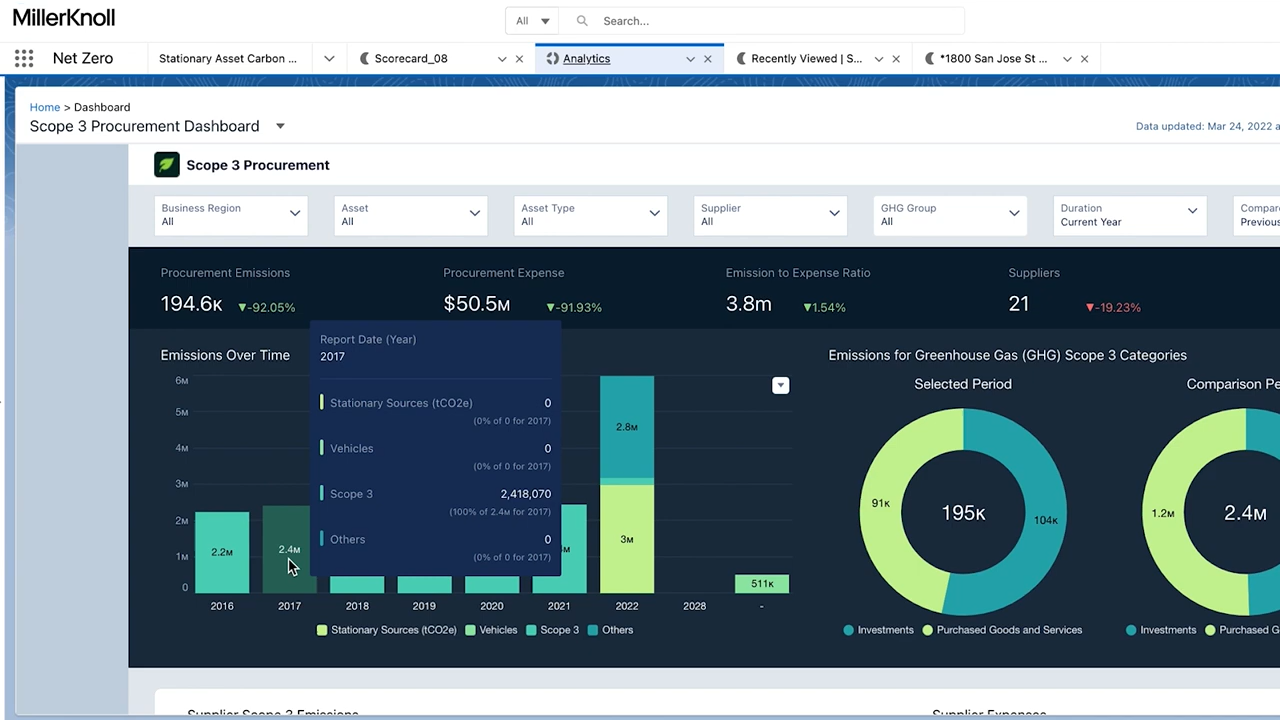 MillerKnoll
All
Search...
Net Zero
Stationary Asset Carbon ...
Scorecard_08
Analytics
Recently Viewed | S...
*1800 San Jose St ...
Home > Dashboard
Scope 3 Procurement Dashboard
Data updated: Mar 24, 2022
Scope 3 Procurement
Business Region
All
Asset
All
Asset Type
All
Supplier
All
GHG Group
All
Duration
Current Year
Procurement Emissions
194.6K ▼-92.05%
Procurement Expense
$50.5M ▼-91.93%
Emission to Expense Ratio
3.8m ▼1.54%
Suppliers
21 ▼-19.23%
Emissions Over Time
6M
5M
4M
3M
2M
1M
0
2.2M
2.4M
2.8M
3M
511K
2016 2017 2018 2019 2020 2021 2022 2028 -
Stationary Sources (tCO2e) Vehicles Scope 3 Others
Report Date (Year)
2017
Stationary Sources (tCO2e) 0
(0% of 0 for 2017)
Vehicles 0
(0% of 0 for 2017)
Scope 3 2,418,070
(100% of 2.4M for 2017)
Others 0
(0% of 0 for 2017)
Emissions for Greenhouse Gas (GHG) Scope 3 Categories
Selected Period
91K
195K
104K
Investments Purchased Goods and Services
Comparison
1.2M
2.4M
Investments Purchased
Supplier Scope 3 Emissions
Supplier Expenses